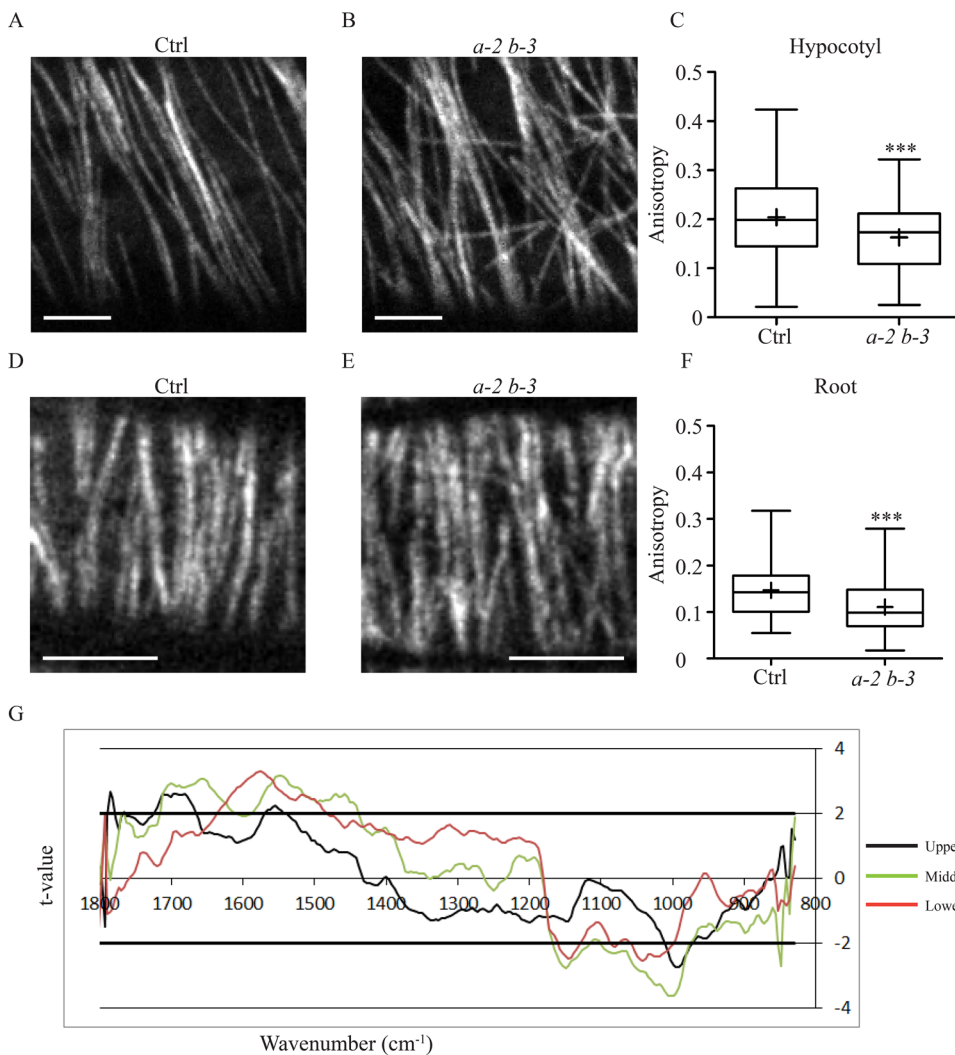 A
Ctrl
B
a-2 b-3
C
Hypocotyl
Anisotropy
0.5
0.4
0.3
0.2
0.1
0
***
Ctrl
a-2 b-3
D
Ctrl
E
a-2 b-3
F
Root
Anisotropy
0.5
0.4
0.3
0.2
0.1
0
***
Ctrl
a-2 b-3
G
t-value
4
2
0
-2
-4
1800 1700 1600 1500 1400 1300 1200 1100 1000 900 800
Uppe
Midd
Lowe
Wavenumber (cm⁻¹)